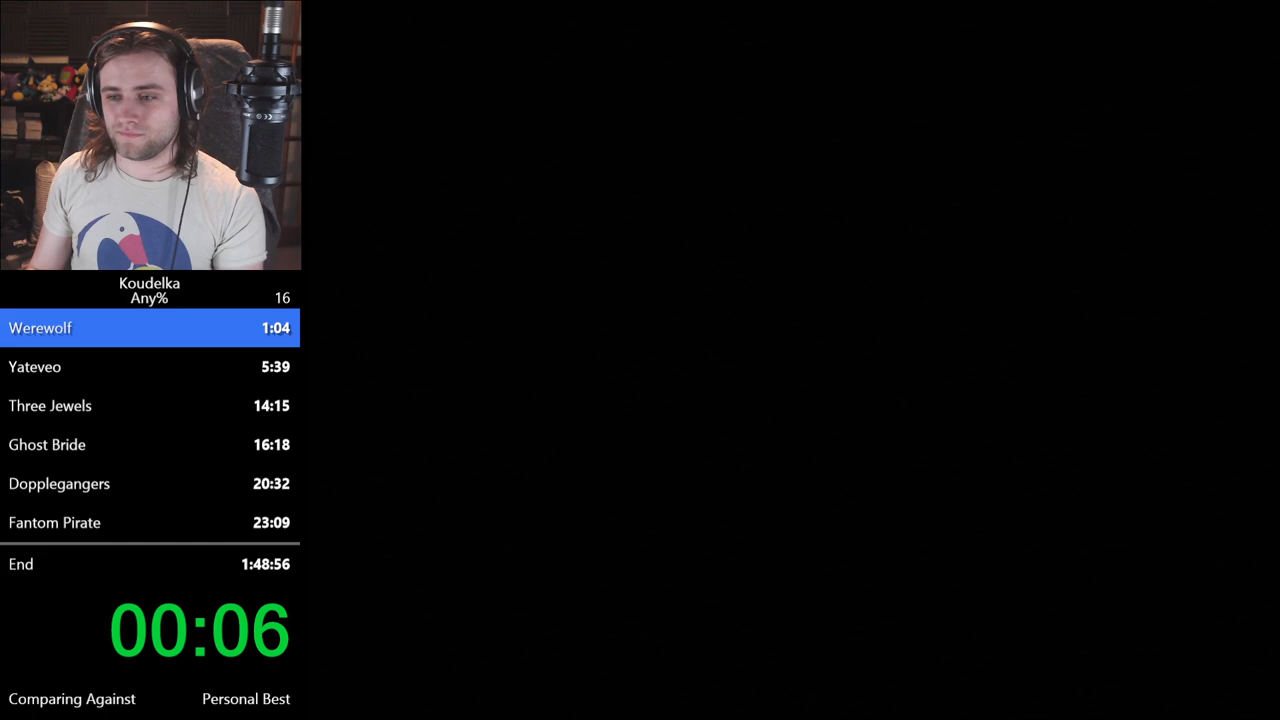 Koudelka
Any% 16
Werewolf 1:04
Yateveo 5:39
Three Jewels 14:15
Ghost Bride 16:18
Dopplegangers 20:32
Fantom Pirate 23:09
End 1:48:56
00:06
Comparing Against Personal Best